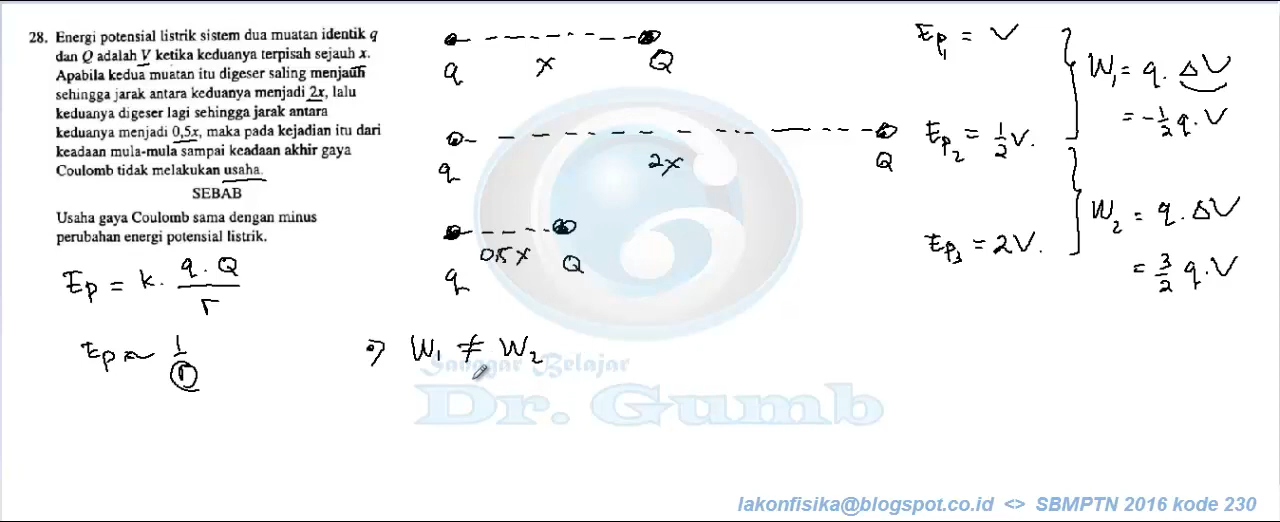 28. Energi potensial listrik sistem dua muatan identik q
dan Q adalah V ketika keduanya terpisah sejauh x.
Apabila kedua muatan itu digeser saling menjauh
sehingga jarak antara keduanya menjadi 2x, lalu
keduanya digeser lagi sehingga jarak antara
keduanya menjadi 0,5x, maka pada kejadian itu dari
keadaan mula-mula sampai keadaan akhir gaya
Coulomb tidak melakukan usaha.
SEBAB
Usaha gaya Coulomb sama dengan minus
perubahan energi potensial listrik.
Ep = k. q.Q/r
Ep ~ 1/r
q x Q
q 2x Q
q 0,5x Q
Ep1 = V
Ep2 = 1/2 V.
Ep3 = 2V.
W1 = q. ΔV
= -1/2 q. V
W2 = q. ΔV
= 3/2 q. V
W1 ≠ W2
Sanggar Belajar
Dr. Gumb
lakonfisika@blogspot.co.id <> SBMPTN 2016 kode 230